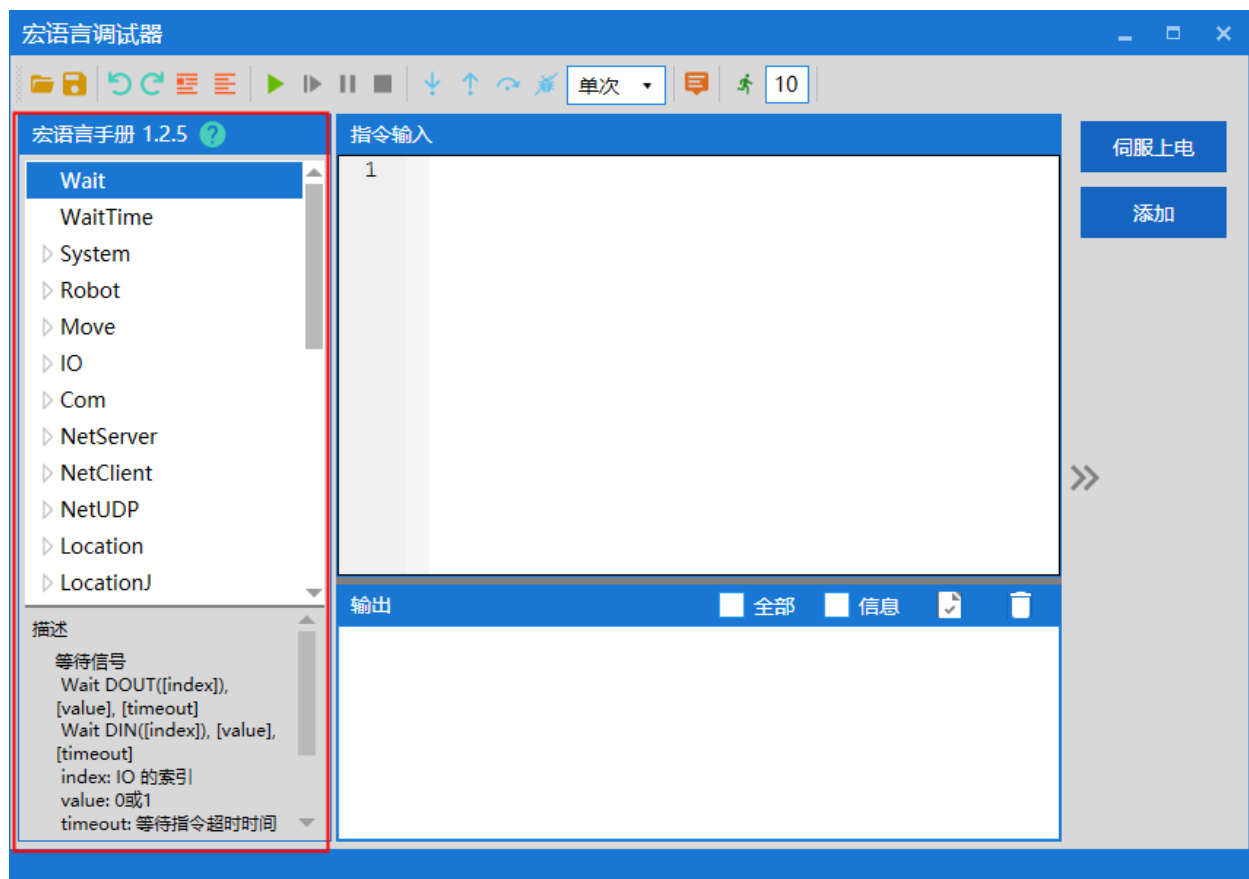 宏语言调试器
单次
10
宏语言手册 1.2.5 ?
Wait
WaitTime
System
Robot
Move
IO
Com
NetServer
NetClient
NetUDP
Location
LocationJ
描述
等待信号
Wait DOUT([index]),
[value], [timeout]
Wait DIN([index]), [value],
[timeout]
index: IO 的索引
value: 0或1
timeout: 等待指令超时时间
指令输入
1
输出
全部
信息
伺服上电
添加